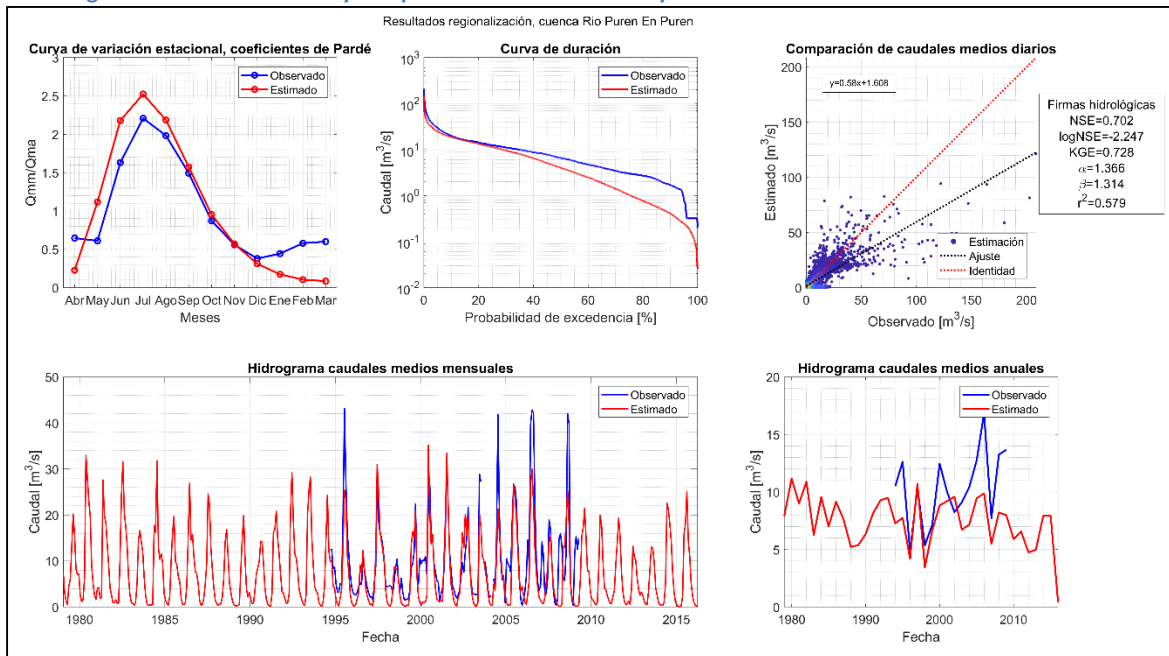 Resultados regionalización, cuenca Rio Puren En Puren
Curva de variación estacional, coeficientes de Pardé
3
2.5
2
1.5
1
0.5
0
Qmm/Qma
Observado
Estimado
Abr May Jun Jul Ago Sep Oct Nov Dic Ene Feb Mar
Meses
Curva de duración
10^3
10^2
10^1
10^0
10^-1
10^-2
Caudal [m^3/s]
Observado
Estimado
0 20 40 60 80 100
Probabilidad de excedencia [%]
Comparación de caudales medios diarios
200
150
100
50
0
Estimado [m^3/s]
y=0.58x+1.608
Estimación
Ajuste
Identidad
0 50 100 150 200
Observado [m^3/s]
Firmas hidrológicas
NSE=0.702
logNSE=-2.247
KGE=0.728
α=1.366
β=1.314
r^2=0.579
Hidrograma caudales medios mensuales
50
40
30
20
10
0
Caudal [m^3/s]
Observado
Estimado
1980 1985 1990 1995 2000 2005 2010 2015
Fecha
Hidrograma caudales medios anuales
20
15
10
5
0
Caudal [m^3/s]
Observado
Estimado
1980 1990 2000 2010
Fecha